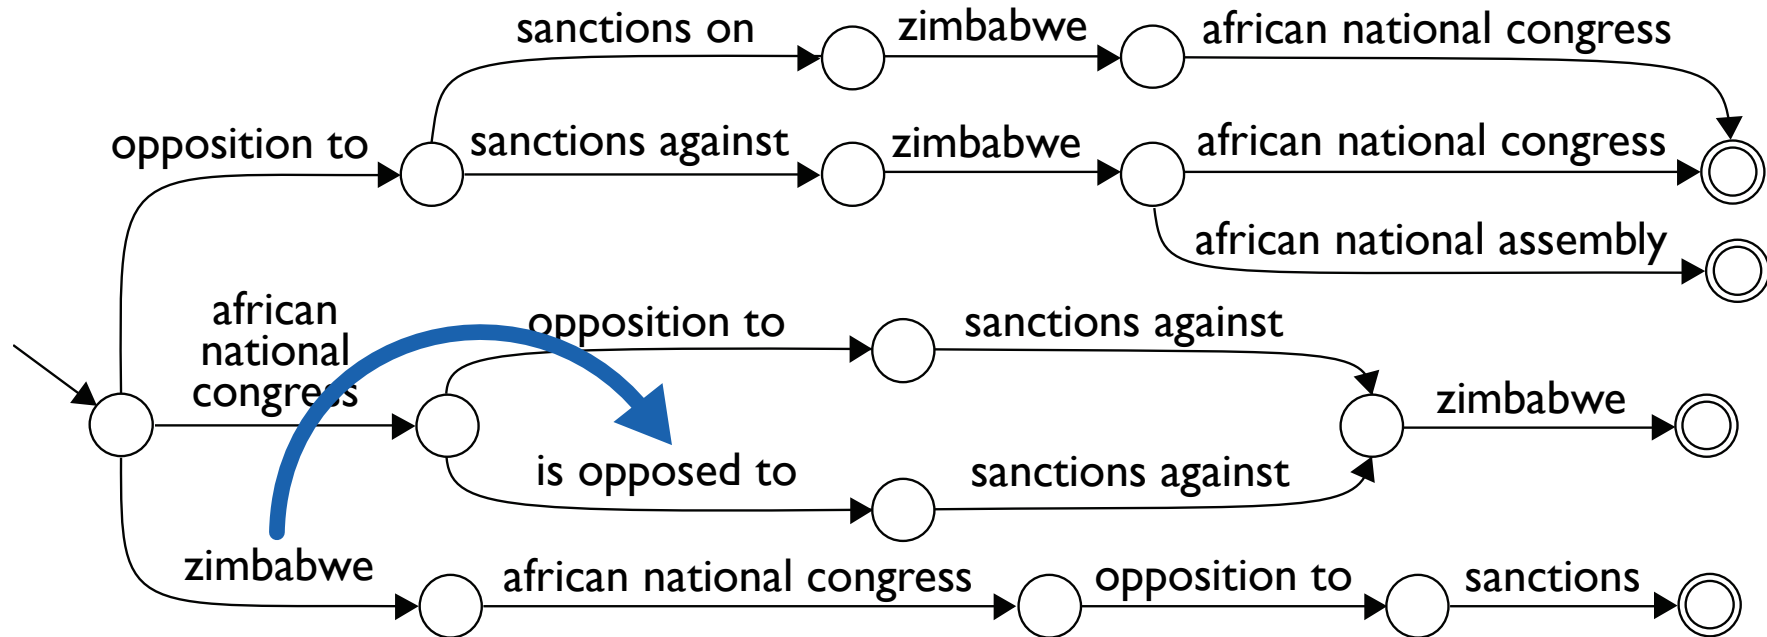 sanctions on
zimbabwe
african national congress
opposition to
sanctions against
zimbabwe
african national congress
african national assembly
african
national
congress
opposition to
sanctions against
zimbabwe
is opposed to
sanctions against
zimbabwe
african national congress
opposition to
sanctions